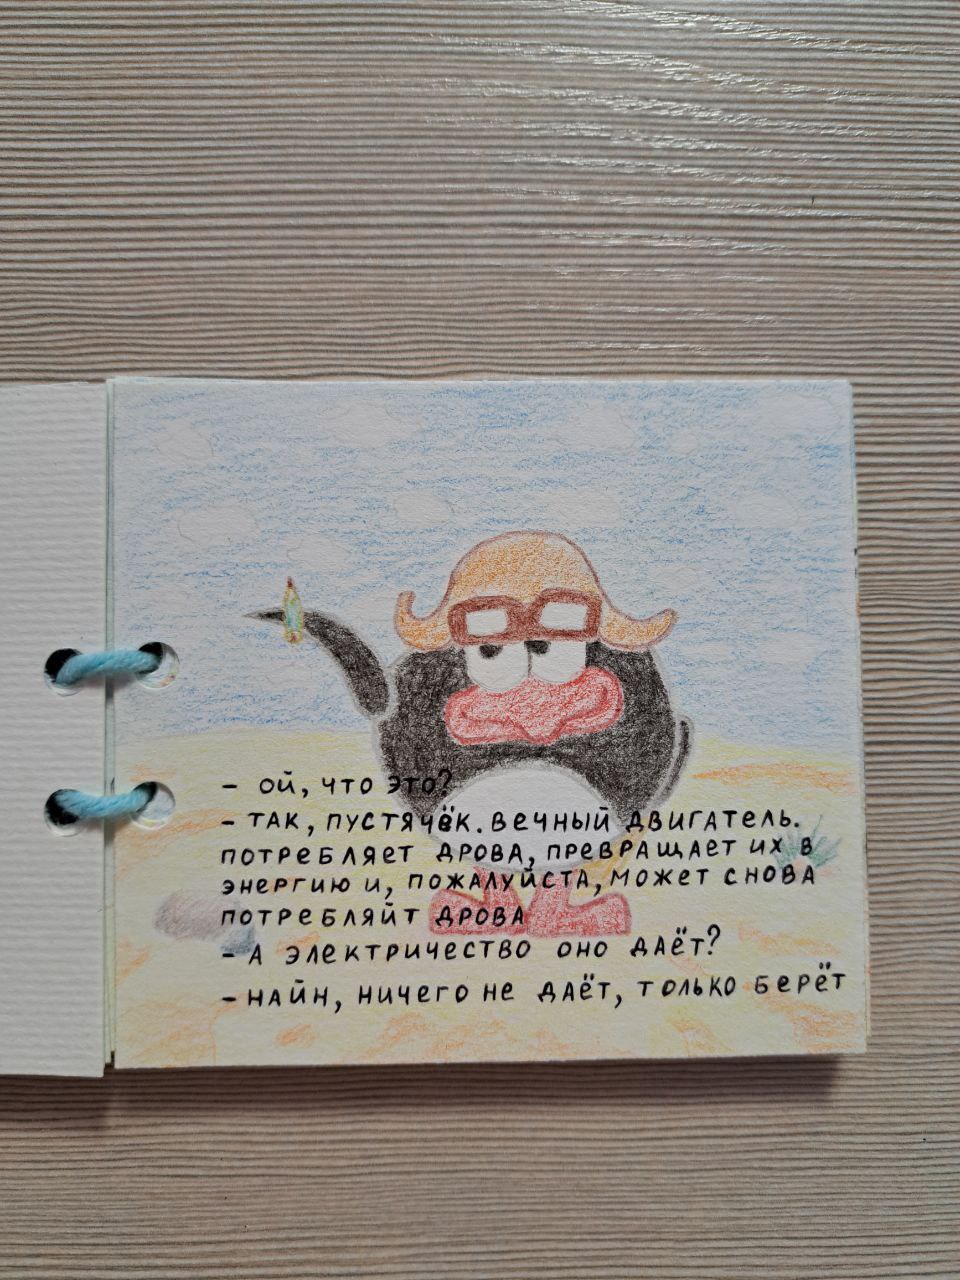 - ОЙ, ЧТО ЭТО?
- ТАК, ПУСТЯЧЁК. ВЕЧНЫЙ ДВИГАТЕЛЬ.
ПОТРЕБЛЯЕТ ДРОВА, ПРЕВРАЩАЕТ ИХ В
ЭНЕРГИЮ И, ПОЖАЛУЙСТА, МОЖЕТ СНОВА
ПОТРЕБЛЯЙТ ДРОВА
- А ЭЛЕКТРИЧЕСТВО ОНО ДАЁТ?
- НАЙН, НИЧЕГО НЕ ДАЁТ, ТОЛЬКО БЕРЁТ